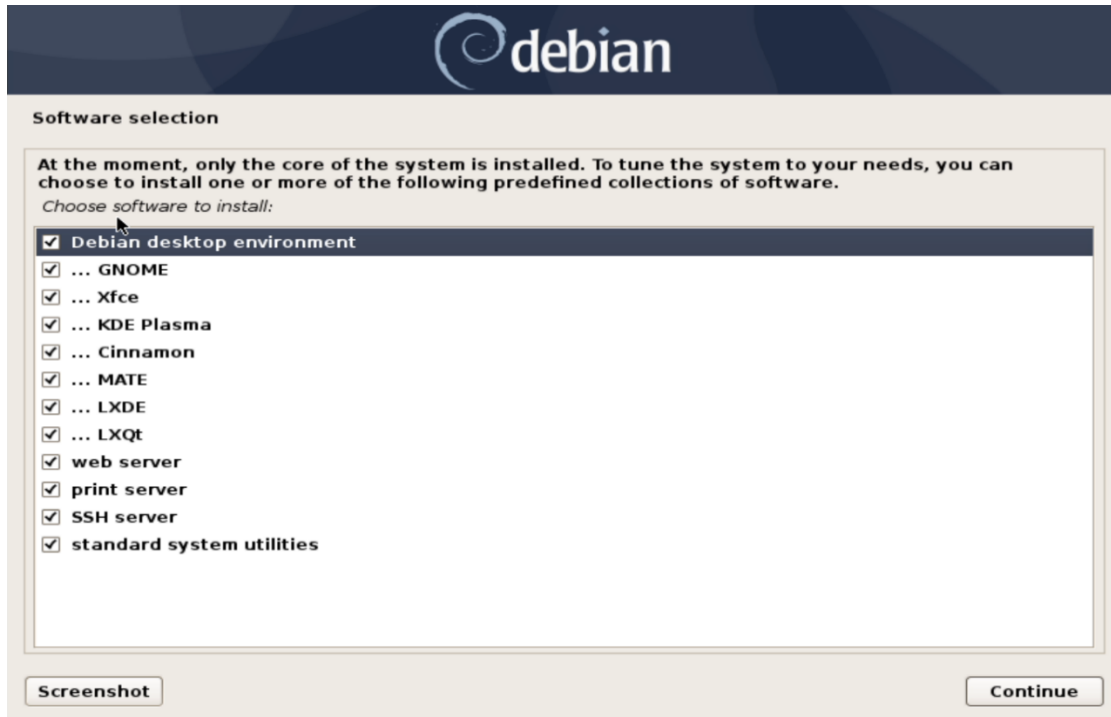 debian
Software selection
At the moment, only the core of the system is installed. To tune the system to your needs, you can
choose to install one or more of the following predefined collections of software.
Choose software to install:
Debian desktop environment
... GNOME
... Xfce
... KDE Plasma
... Cinnamon
... MATE
... LXDE
... LXQt
web server
print server
SSH server
standard system utilities
Screenshot
Continue